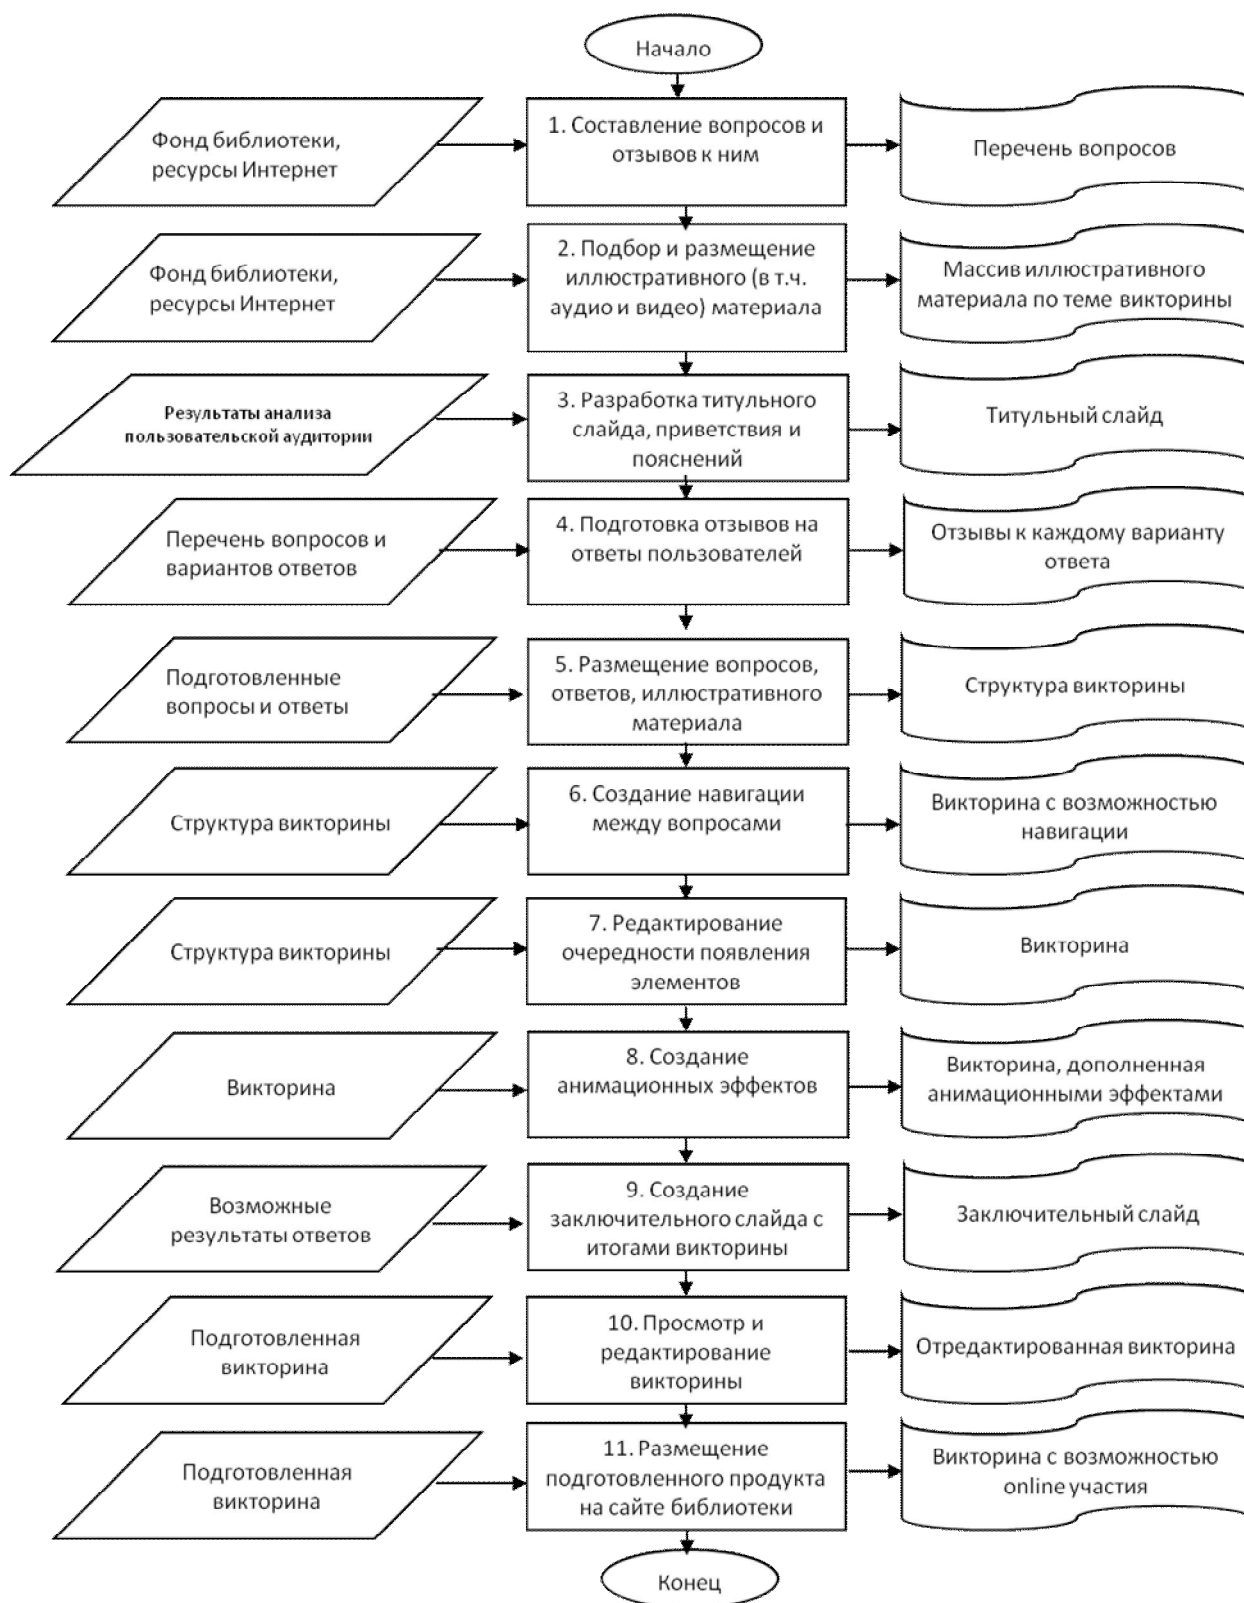 Начало
Фонд библиотеки,
ресурсы Интернет
1. Составление вопросов и
отзывов к ним
Перечень вопросов
Фонд библиотеки,
ресурсы Интернет
2. Подбор и размещение
иллюстративного (в т.ч.
аудио и видео) материала
Массив иллюстративного
материала по теме викторины
Результаты анализа
пользовательской аудитории
3. Разработка титульного
слайда, приветствия и
пояснений
Титульный слайд
Перечень вопросов и
вариантов ответов
4. Подготовка отзывов на
ответы пользователей
Отзывы к каждому варианту
ответа
Подготовленные
вопросы и ответы
5. Размещение вопросов,
ответов, иллюстративного
материала
Структура викторины
Структура викторины
6. Создание навигации
между вопросами
Викторина с возможностью
навигации
Структура викторины
7. Редактирование
очередности появления
элементов
Викторина
Викторина
8. Создание
анимационных эффектов
Викторина, дополненная
анимационными эффектами
Возможные
результаты ответов
9. Создание
заключительного слайда с
итогами викторины
Заключительный слайд
Подготовленная
викторина
10. Просмотр и
редактирование
викторины
Отредактированная викторина
Подготовленная
викторина
11. Размещение
подготовленного продукта
на сайте библиотеки
Викторина с возможностью
online участия
Конец